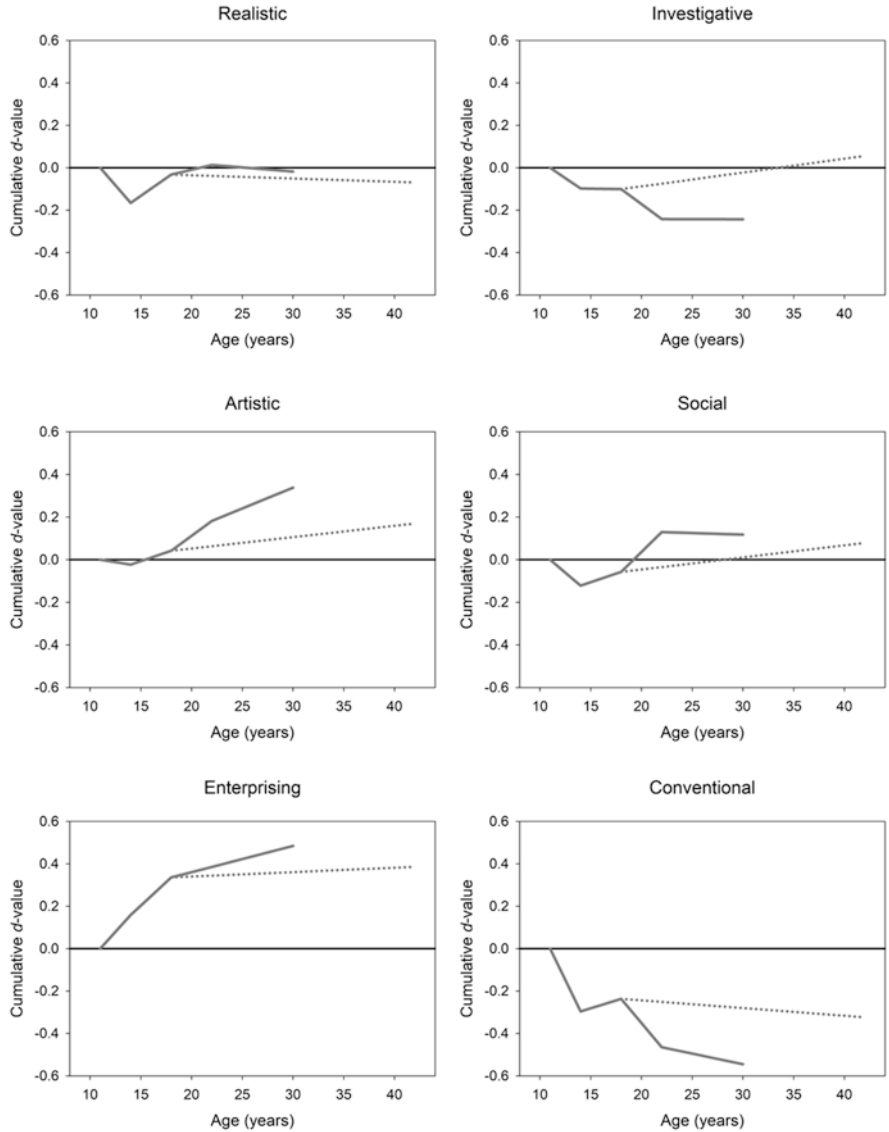 Realistic
0.6
0.4
0.2
0.0
-0.2
-0.4
-0.6
Cumulative d-value
10 15 20 25 30 35 40
Age (years)
Investigative
0.6
0.4
0.2
0.0
-0.2
-0.4
-0.6
Cumulative d-value
10 15 20 25 30 35 40
Age (years)
Artistic
0.6
0.4
0.2
0.0
-0.2
-0.4
-0.6
Cumulative d-value
10 15 20 25 30 35 40
Age (years)
Social
0.6
0.4
0.2
0.0
-0.2
-0.4
-0.6
Cumulative d-value
10 15 20 25 30 35 40
Age (years)
Enterprising
0.6
0.4
0.2
0.0
-0.2
-0.4
-0.6
Cumulative d-value
10 15 20 25 30 35 40
Age (years)
Conventional
0.6
0.4
0.2
0.0
-0.2
-0.4
-0.6
Cumulative d-value
10 15 20 25 30 35 40
Age (years)